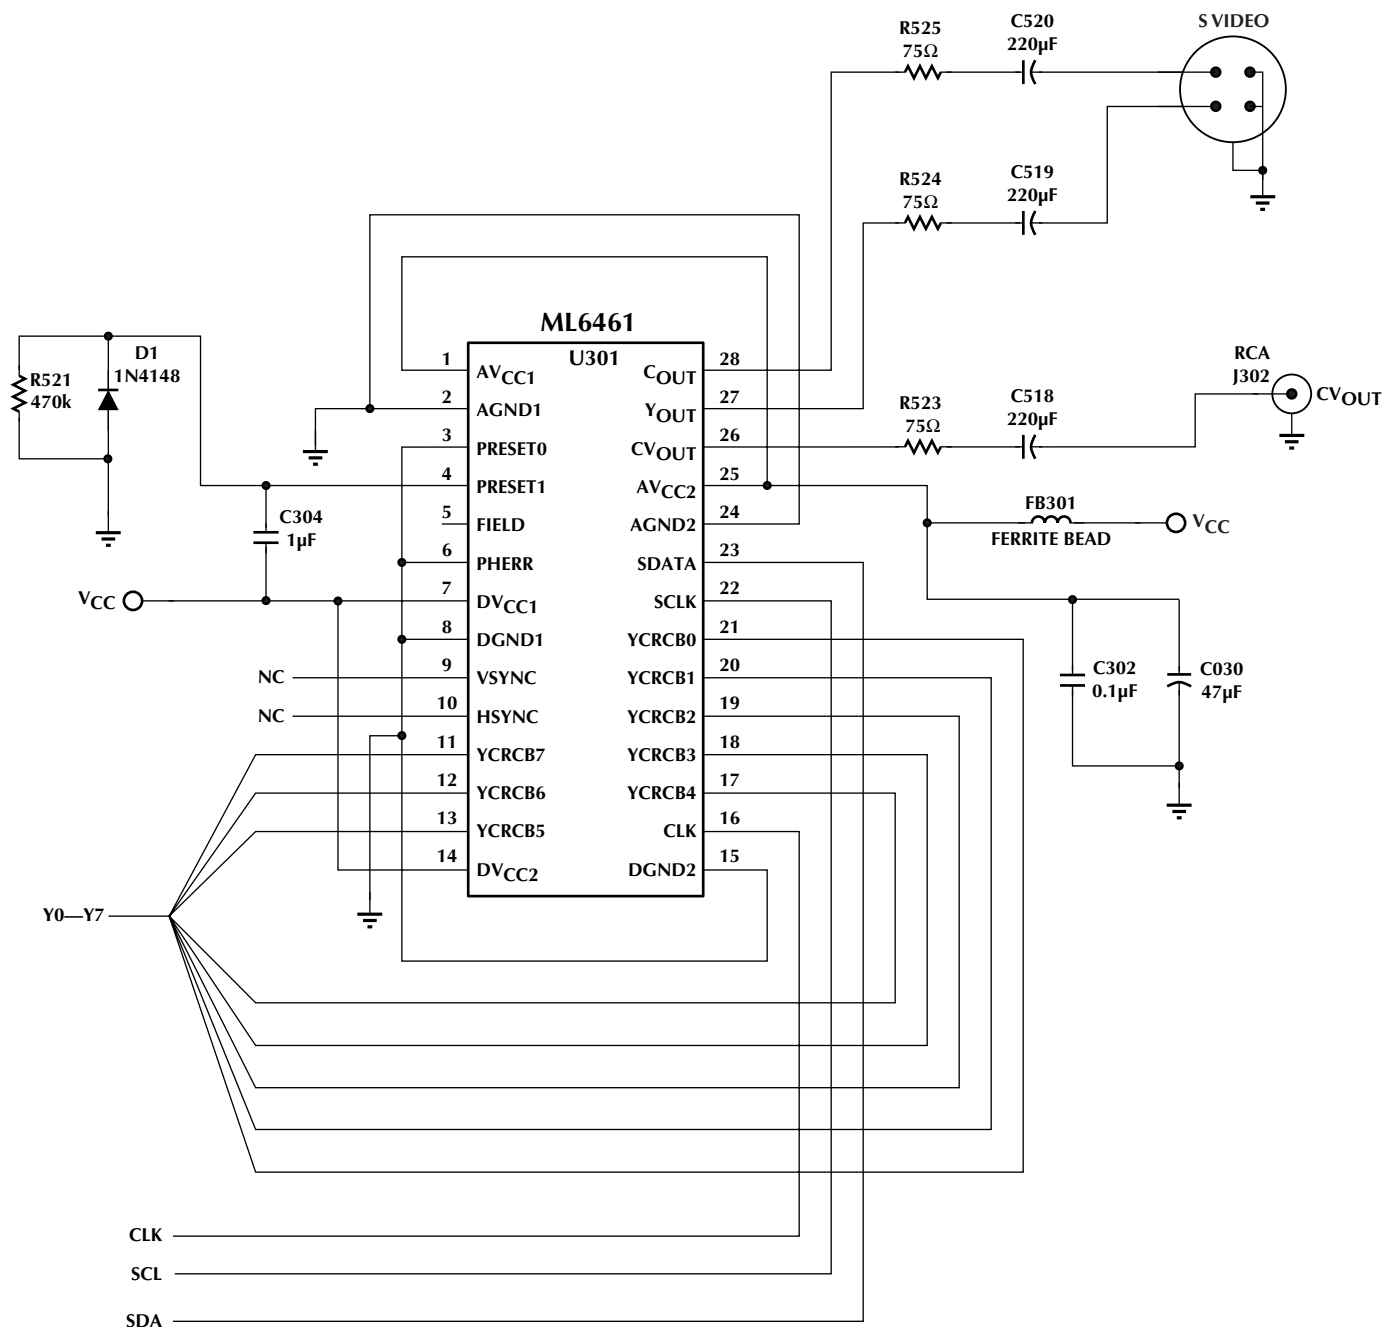 R525
75Ω
C520
220µF
S VIDEO
R524
75Ω
C519
220µF
ML6461
U301
R521
470k
D1
1N4148
C304
1µF
VCC
NC
NC
Y0—Y7
1 AVCC1
2 AGND1
3 PRESET0
4 PRESET1
5 FIELD
6 PHERR
7 DVCC1
8 DGND1
9 VSYNC
10 HSYNC
11 YCRCB7
12 YCRCB6
13 YCRCB5
14 DVCC2
COUT 28
YOUT 27
CVOUT 26
AVCC2 25
AGND2 24
SDATA 23
SCLK 22
YCRCB0 21
YCRCB1 20
YCRCB2 19
YCRCB3 18
YCRCB4 17
CLK 16
DGND2 15
R523
75Ω
C518
220µF
RCA
J302
CVOUT
FB301
FERRITE BEAD
VCC
C302
0.1µF
C030
47µF
CLK
SCL
SDA